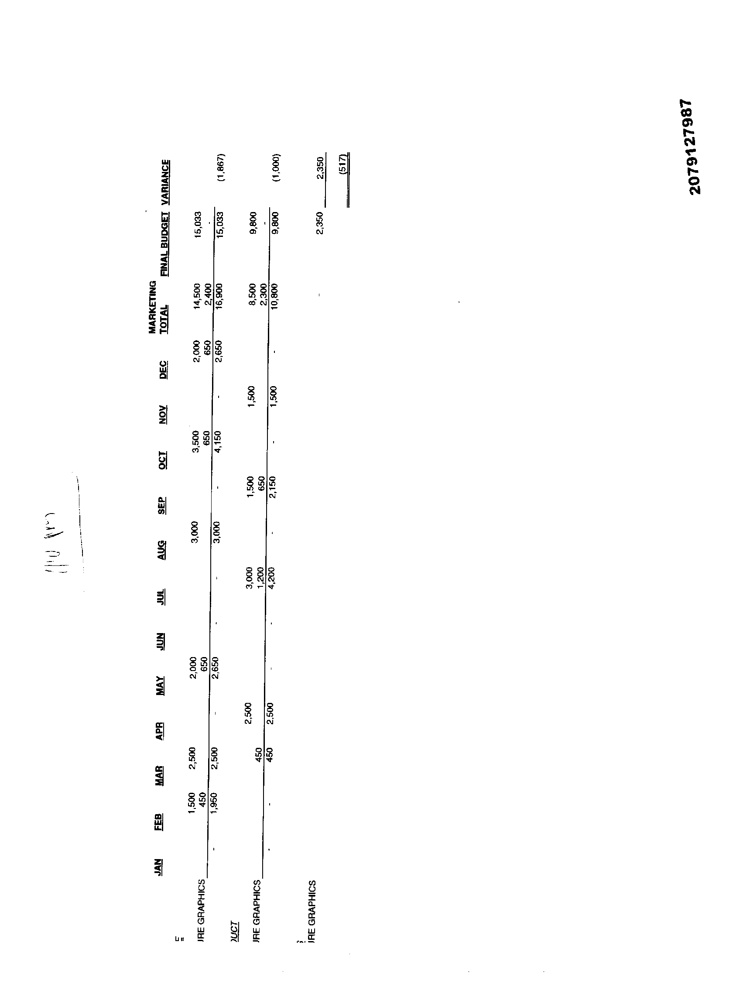 MARKETING
JAN FEB MAR APR MAY JUN JUL AUG SEP OCT NOV DEC TOTAL FINAL BUDGET VARIANCE
1,500 2,500 2,000 3,000 3,500 2,000 14,500 15,033
IRE GRAPHICS 450 650 650 650 2,400 -
- 1,950 2,500 - 2,650 - - 3,000 - 4,150 - 2,650 16,900 15,033 (1,867)
DUCT
2,500 3,000 1,500 1,500 8,500 9,800
IRE GRAPHICS 450 1,200 650 2,300 -
- - 450 2,500 - - 4,200 - 2,150 - 1,500 - 10,800 9,800 (1,000)
IRE GRAPHICS - 2,350 2,350
(517)
2079127987